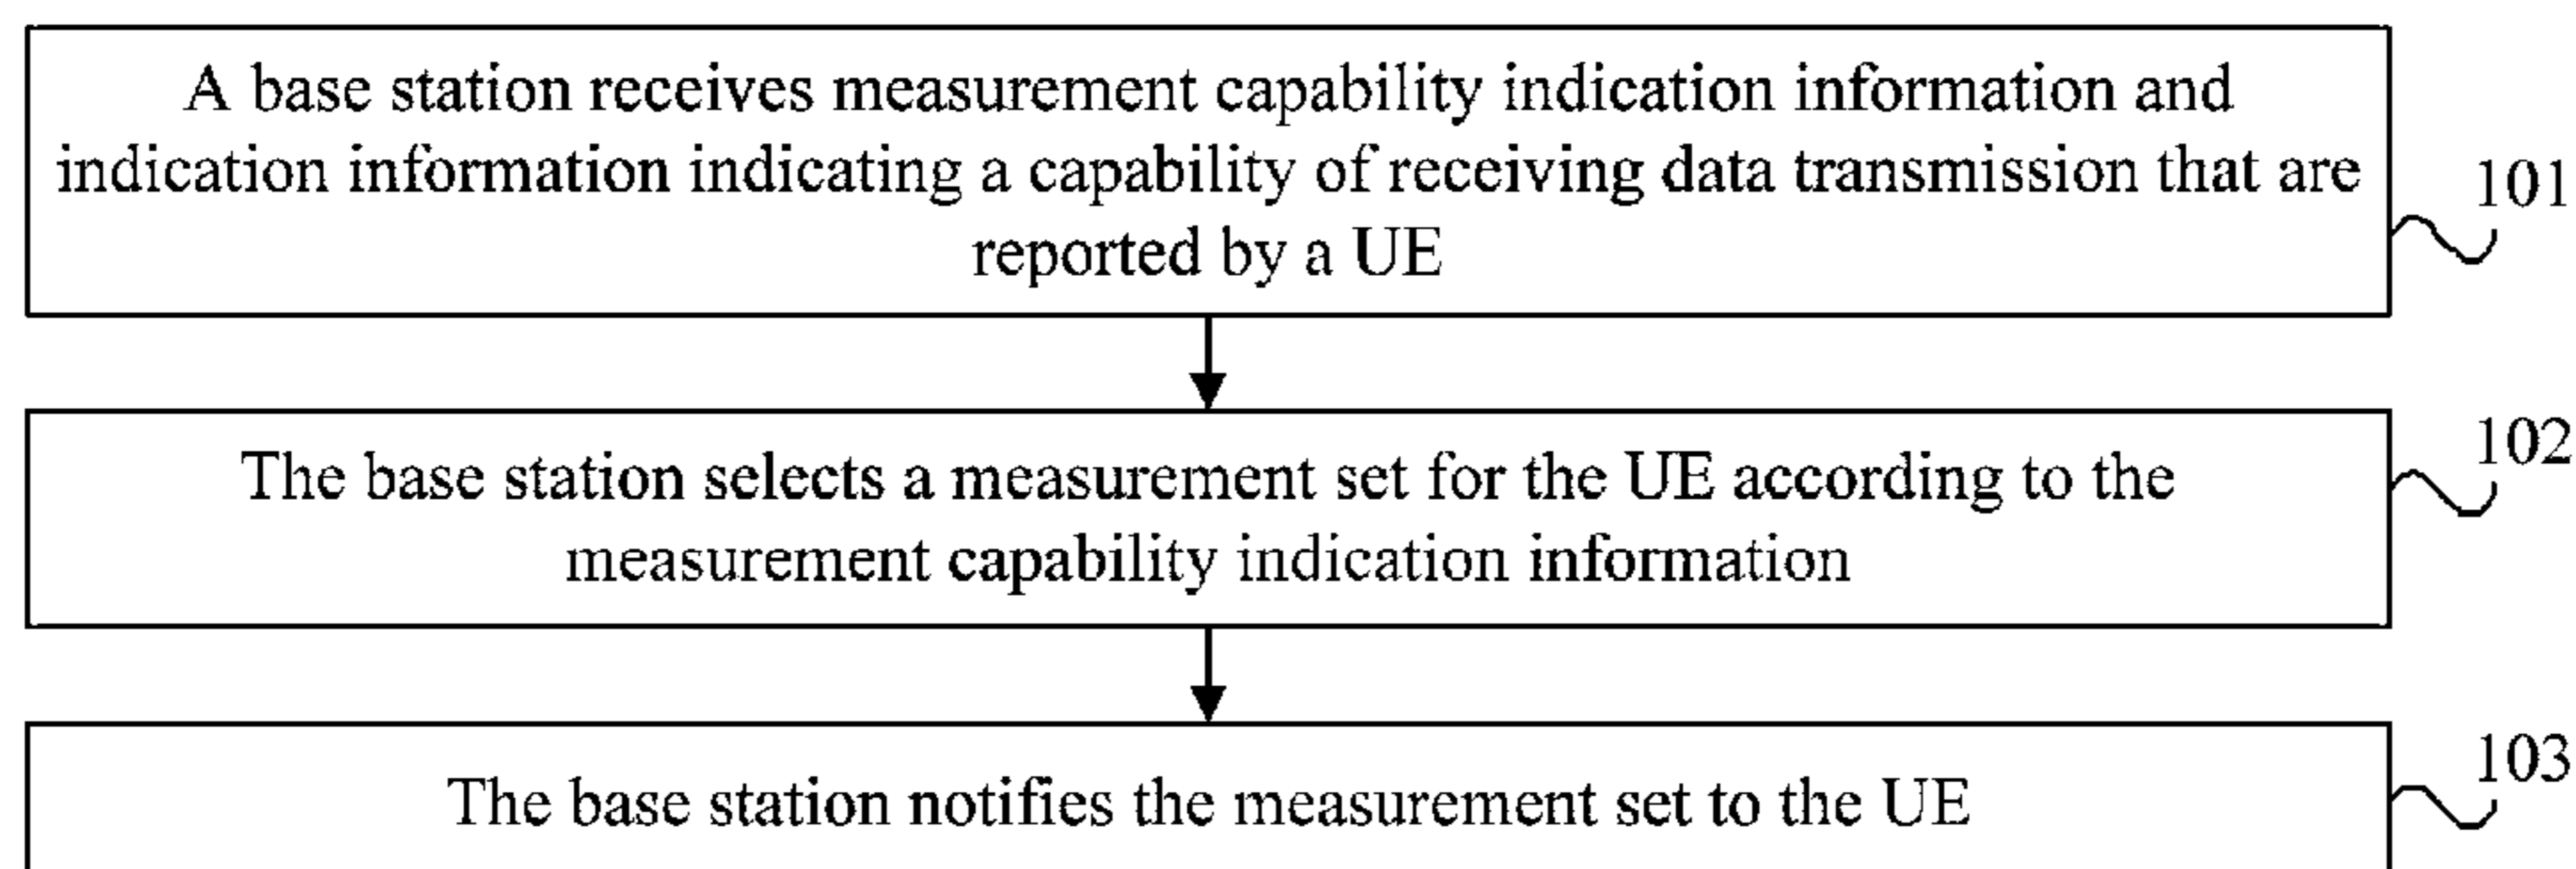 A base station receives measurement capability indication information and
indication information indicating a capability of receiving data transmission that are
reported by a UE
101
The base station selects a measurement set for the UE according to the
measurement capability indication information
102
The base station notifies the measurement set to the UE
103